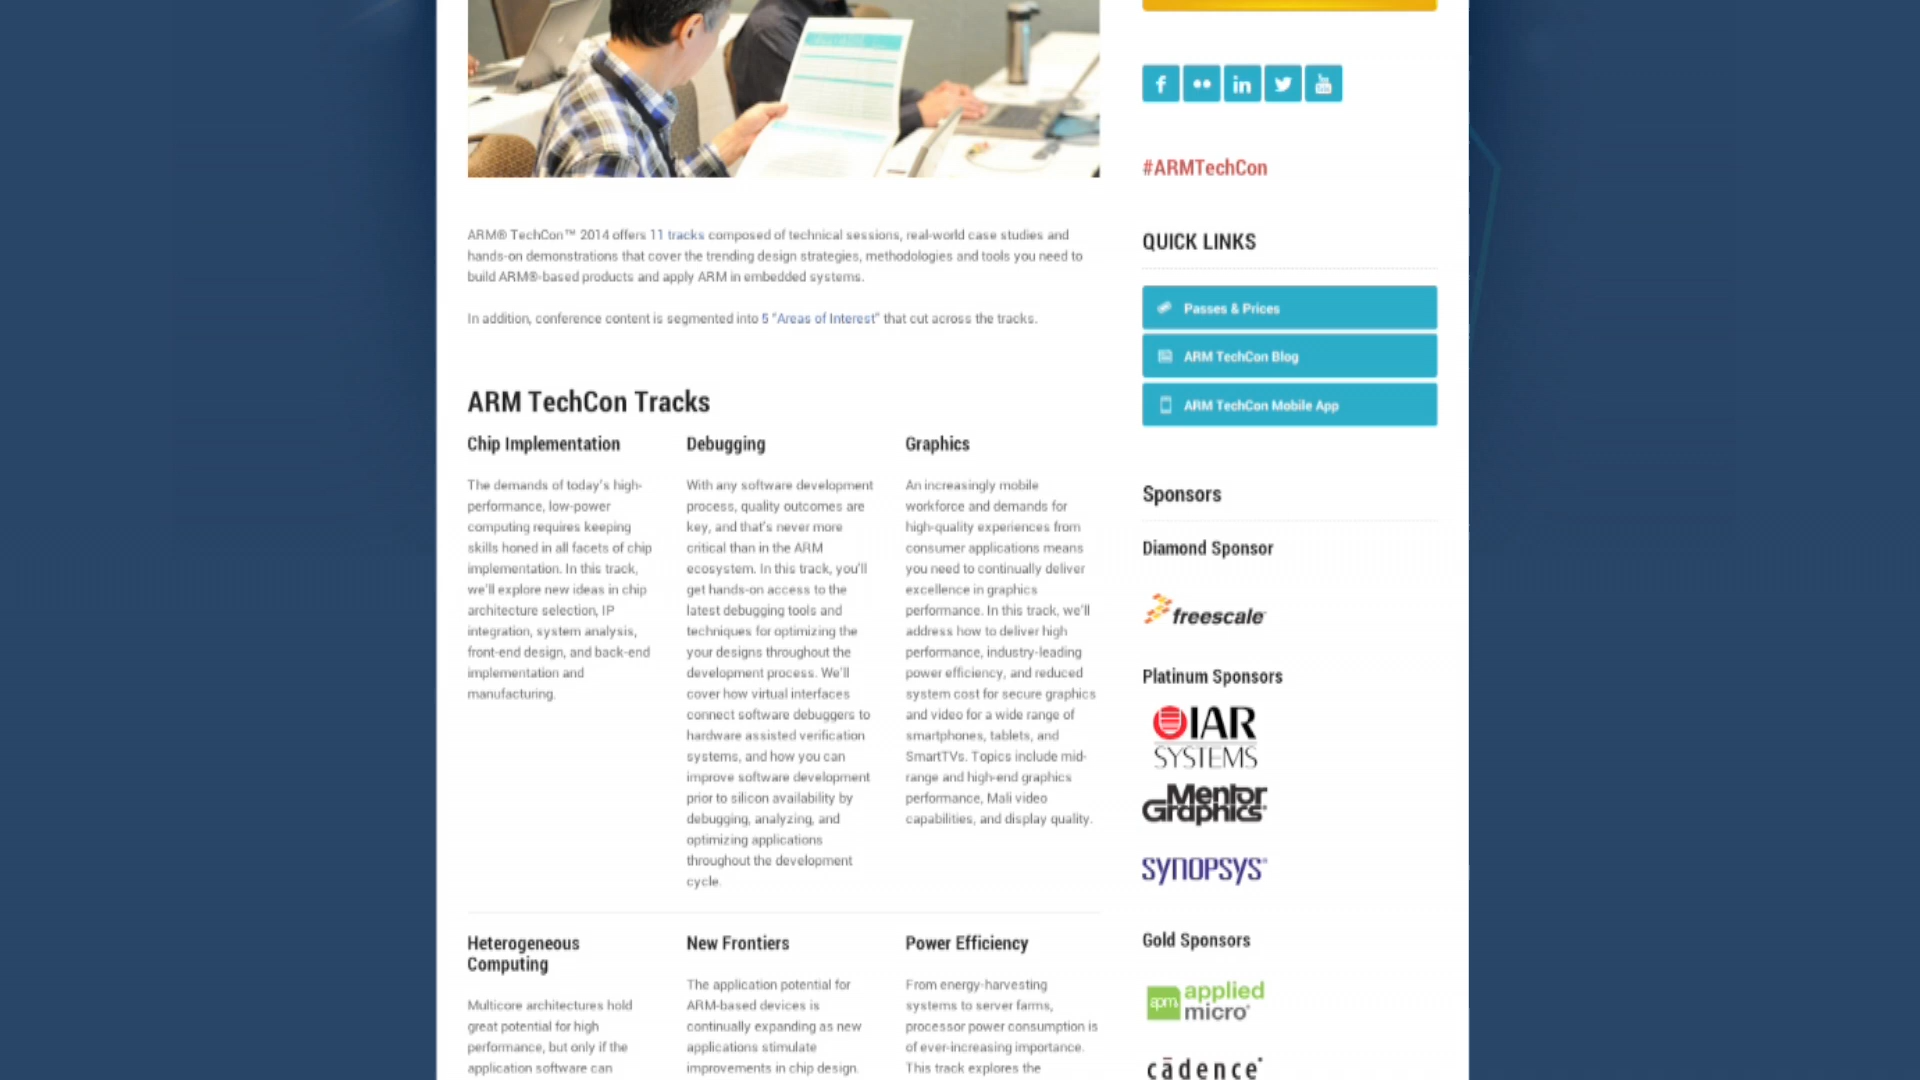 ARM® TechCon™ 2014 offers 11 tracks composed of technical sessions, real-world case studies and
hands-on demonstrations that cover the trending design strategies, methodologies and tools you need to
build ARM®-based products and apply ARM in embedded systems.
In addition, conference content is segmented into 5 "Areas of Interest" that cut across the tracks.
ARM TechCon Tracks
Chip Implementation
The demands of today's high-
performance, low-power
computing requires keeping
skills honed in all facets of chip
implementation. In this track,
we'll explore new ideas in chip
architecture selection, IP
integration, system analysis,
front-end design, and back-end
implementation and
manufacturing.
Debugging
With any software development
process, quality outcomes are
key, and that's never more
critical than in the ARM
ecosystem. In this track, you'll
get hands-on access to the
latest debugging tools and
techniques for optimizing the
your designs throughout the
development process. We'll
cover how virtual interfaces
connect software debuggers to
hardware assisted verification
systems, and how you can
improve software development
prior to silicon availability by
debugging, analyzing, and
optimizing applications
throughout the development
cycle.
Graphics
An increasingly mobile
workforce and demands for
high-quality experiences from
consumer applications means
you need to continually deliver
excellence in graphics
performance. In this track, we'll
address how to deliver high
performance, industry-leading
power efficiency, and reduced
system cost for secure graphics
and video for a wide range of
smartphones, tablets, and
SmartTVs. Topics include mid-
range and high-end graphics
performance, Mali video
capabilities, and display quality.
Heterogeneous
Computing
Multicore architectures hold
great potential for high
performance, but only if the
application software can
New Frontiers
The application potential for
ARM-based devices is
continually expanding as new
applications stimulate
improvements in chip design.
Power Efficiency
From energy-harvesting
systems to server farms,
processor power consumption is
of ever-increasing importance.
This track explores the
f
in
You
Tube
#ARMTechCon
QUICK LINKS
Passes & Prices
ARM TechCon Blog
ARM TechCon Mobile App
Sponsors
Diamond Sponsor
freescale
Platinum Sponsors
IAR
SYSTEMS
Mentor
Graphics
SYNOPSYS®
Gold Sponsors
apm applied
micro
cādence